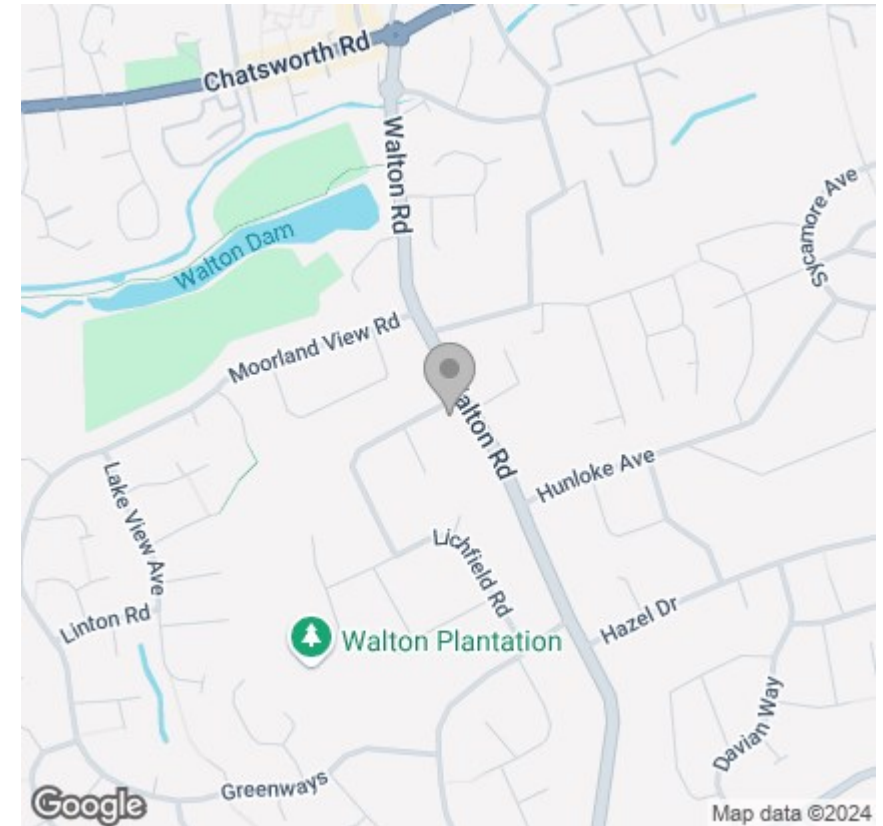 Chatsworth Rd
Walton Rd
Sycamore Ave
Walton Dam
Moorland View Rd
Walton Rd
Hunloke Ave
Lake View Ave
Lichfield Rd
Linton Rd
Hazel Dr
Walton Plantation
Davian Way
Greenways
Google
Map data ©2024